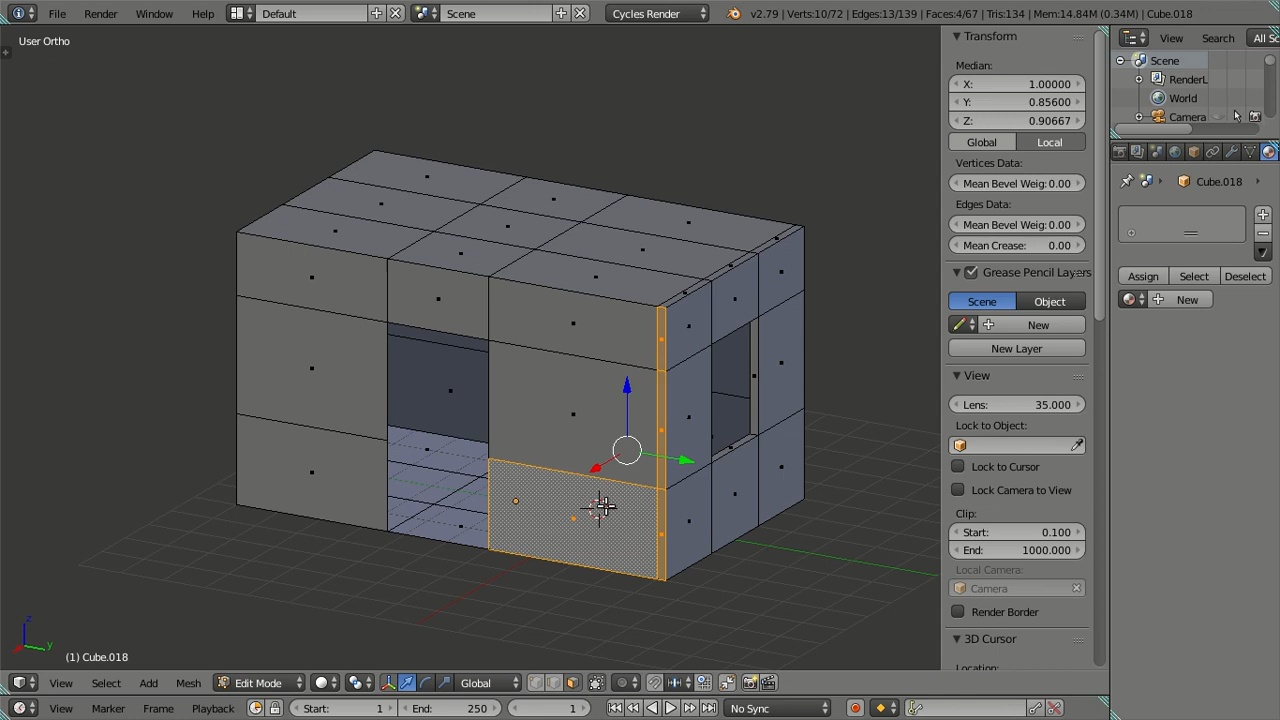 File Render Window Help Default Scene Cycles Render v2.79 | Verts:10/72 | Edges:13/139 | Faces:4/67 | Tris:134 | Mem:14.84M (0.34M) | Cube.018
User Ortho
Transform
Median:
X: 1.00000
Y: 0.85600
Z: 0.90667
Global Local
Vertices Data:
Mean Bevel Weig: 0.00
Edges Data:
Mean Bevel Weig: 0.00
Mean Crease: 0.00
Grease Pencil Layers
Scene Object
New
New Layer
View
Lens: 35.000
Lock to Object:
Lock to Cursor
Lock Camera to View
Clip:
Start: 0.100
End: 1000.000
Local Camera:
Camera
Render Border
3D Cursor
Location:
View Search All Sc
Scene
RenderL
World
Camera
Cube.018
Assign Select Deselect
New
z
y
(1) Cube.018
View Select Add Mesh Edit Mode Global
View Marker Frame Playback Start: 1 End: 250 1 No Sync